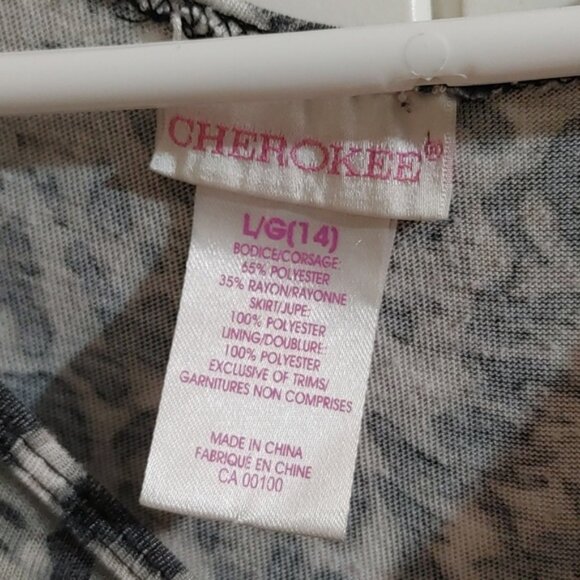 CHEROKEE®
L/G(14)
BODICE/CORSAGE:
65% POLYESTER
35% RAYON/RAYONNE
SKIRT/JUPE:
100% POLYESTER
LINING/DOUBLURE:
100% POLYESTER
EXCLUSIVE OF TRIMS/
GARNITURES NON COMPRISES
MADE IN CHINA
FABRIQUÉ EN CHINE
CA 00100